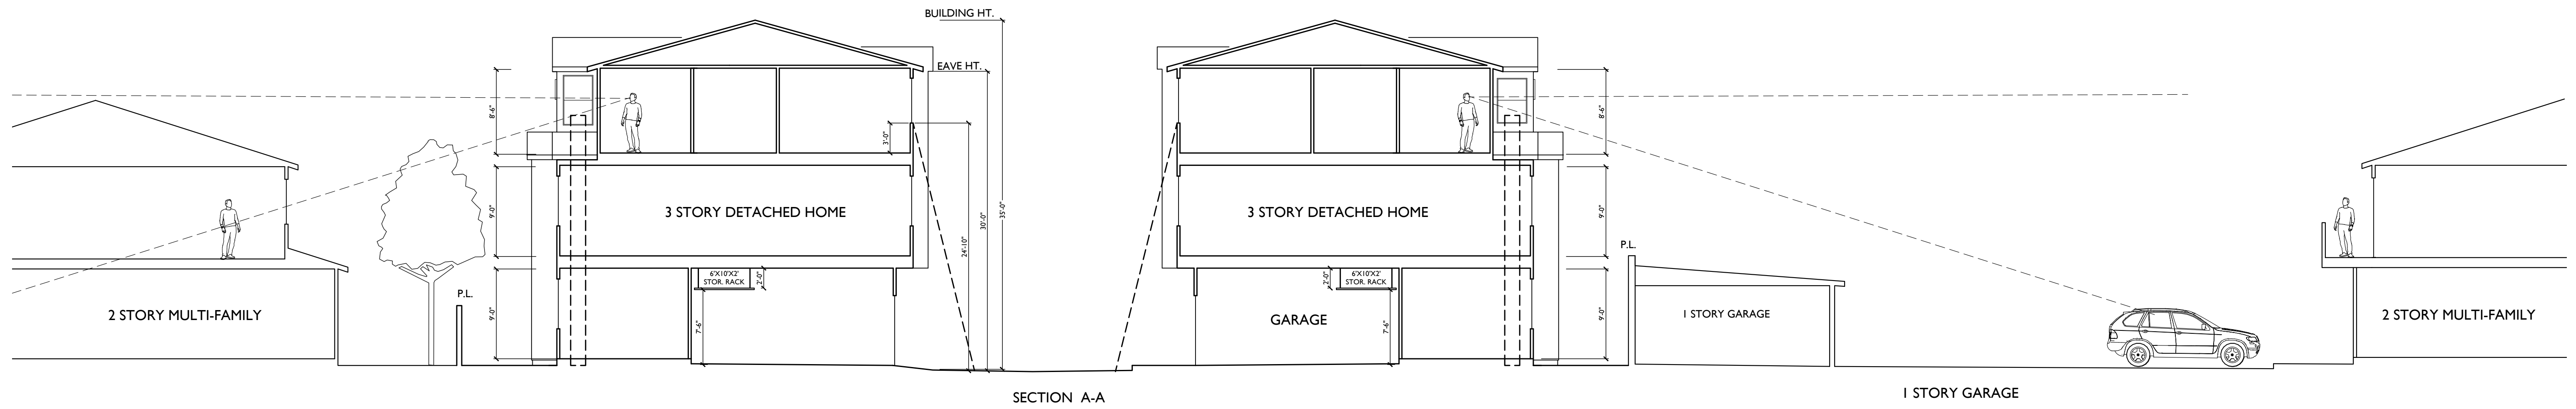 BUILDING HT.
EAVE HT.
8'-6"
3'-0"
8'-6"
9'-0"
3 STORY DETACHED HOME
24'-10"
30'-0"
35'-0"
3 STORY DETACHED HOME
9'-0"
P.L.
P.L.
6'X10'X2'
STOR. RACK
2'-0"
2'-0"
6'X10'X2'
STOR. RACK
2 STORY MULTI-FAMILY
9'-0"
7'-6"
GARAGE
7'-6"
9'-0"
1 STORY GARAGE
2 STORY MULTI-FAMILY
SECTION A-A
1 STORY GARAGE